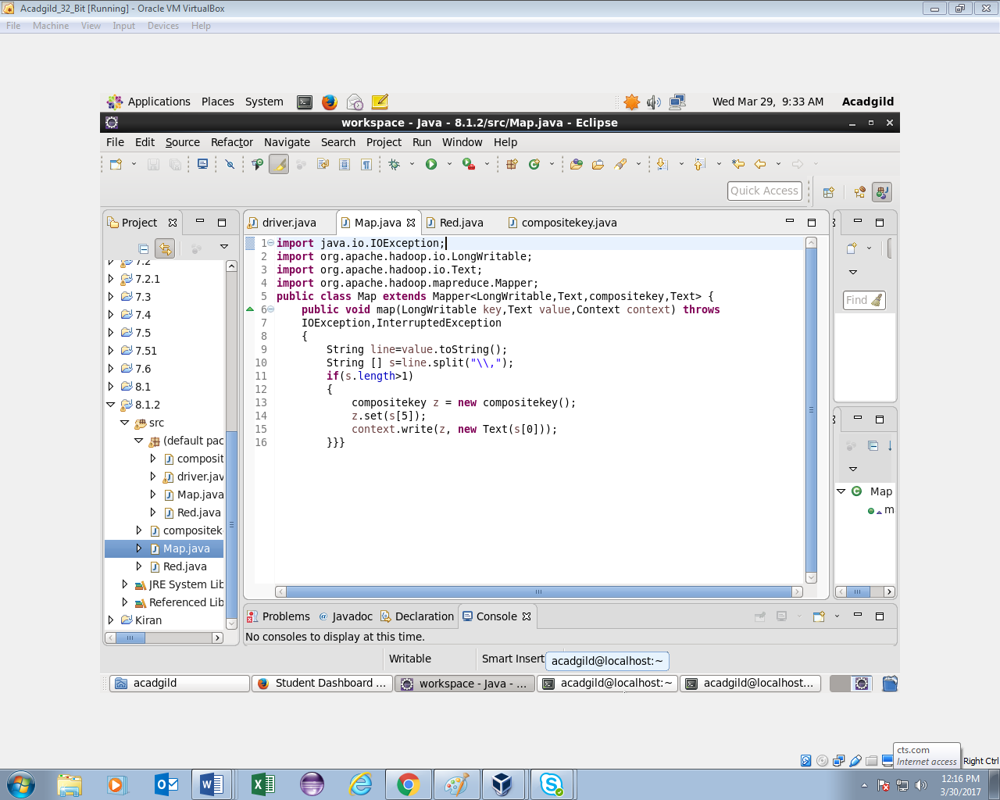 Acadgild_32_Bit [Running] - Oracle VM VirtualBox
File Machine View Input Devices Help
Applications Places System Wed Mar 29, 9:33 AM Acadgild
workspace - Java - 8.1.2/src/Map.java - Eclipse
File Edit Source Refactor Navigate Search Project Run Window Help
Quick Access
Project
7.2
7.2.1
7.3
7.4
7.5
7.51
7.6
8.1
8.1.2
src
(default pac
composit
driver.jav
Map.java
Red.java
compositek
Map.java
Red.java
JRE System Lib
Referenced Lib
Kiran
driver.java Map.java Red.java compositekey.java
1 import java.io.IOException;
2 import org.apache.hadoop.io.LongWritable;
3 import org.apache.hadoop.io.Text;
4 import org.apache.hadoop.mapreduce.Mapper;
5 public class Map extends Mapper<LongWritable,Text,compositekey,Text> {
6 public void map(LongWritable key,Text value,Context context) throws
7 IOException,InterruptedException
8 {
9 String line=value.toString();
10 String [] s=line.split("\\,");
11 if(s.length>1)
12 {
13 compositekey z = new compositekey();
14 z.set(s[5]);
15 context.write(z, new Text(s[0]));
16 }}}
Find
Map
m
Problems @ Javadoc Declaration Console
No consoles to display at this time.
Writable Smart Insert
acadgild@localhost:~
acadgild Student Dashboard ... workspace - Java - ... acadgild@localhost:~ acadgild@localhost...
cts.com
Internet access
Right Ctrl
12:16 PM
3/30/2017